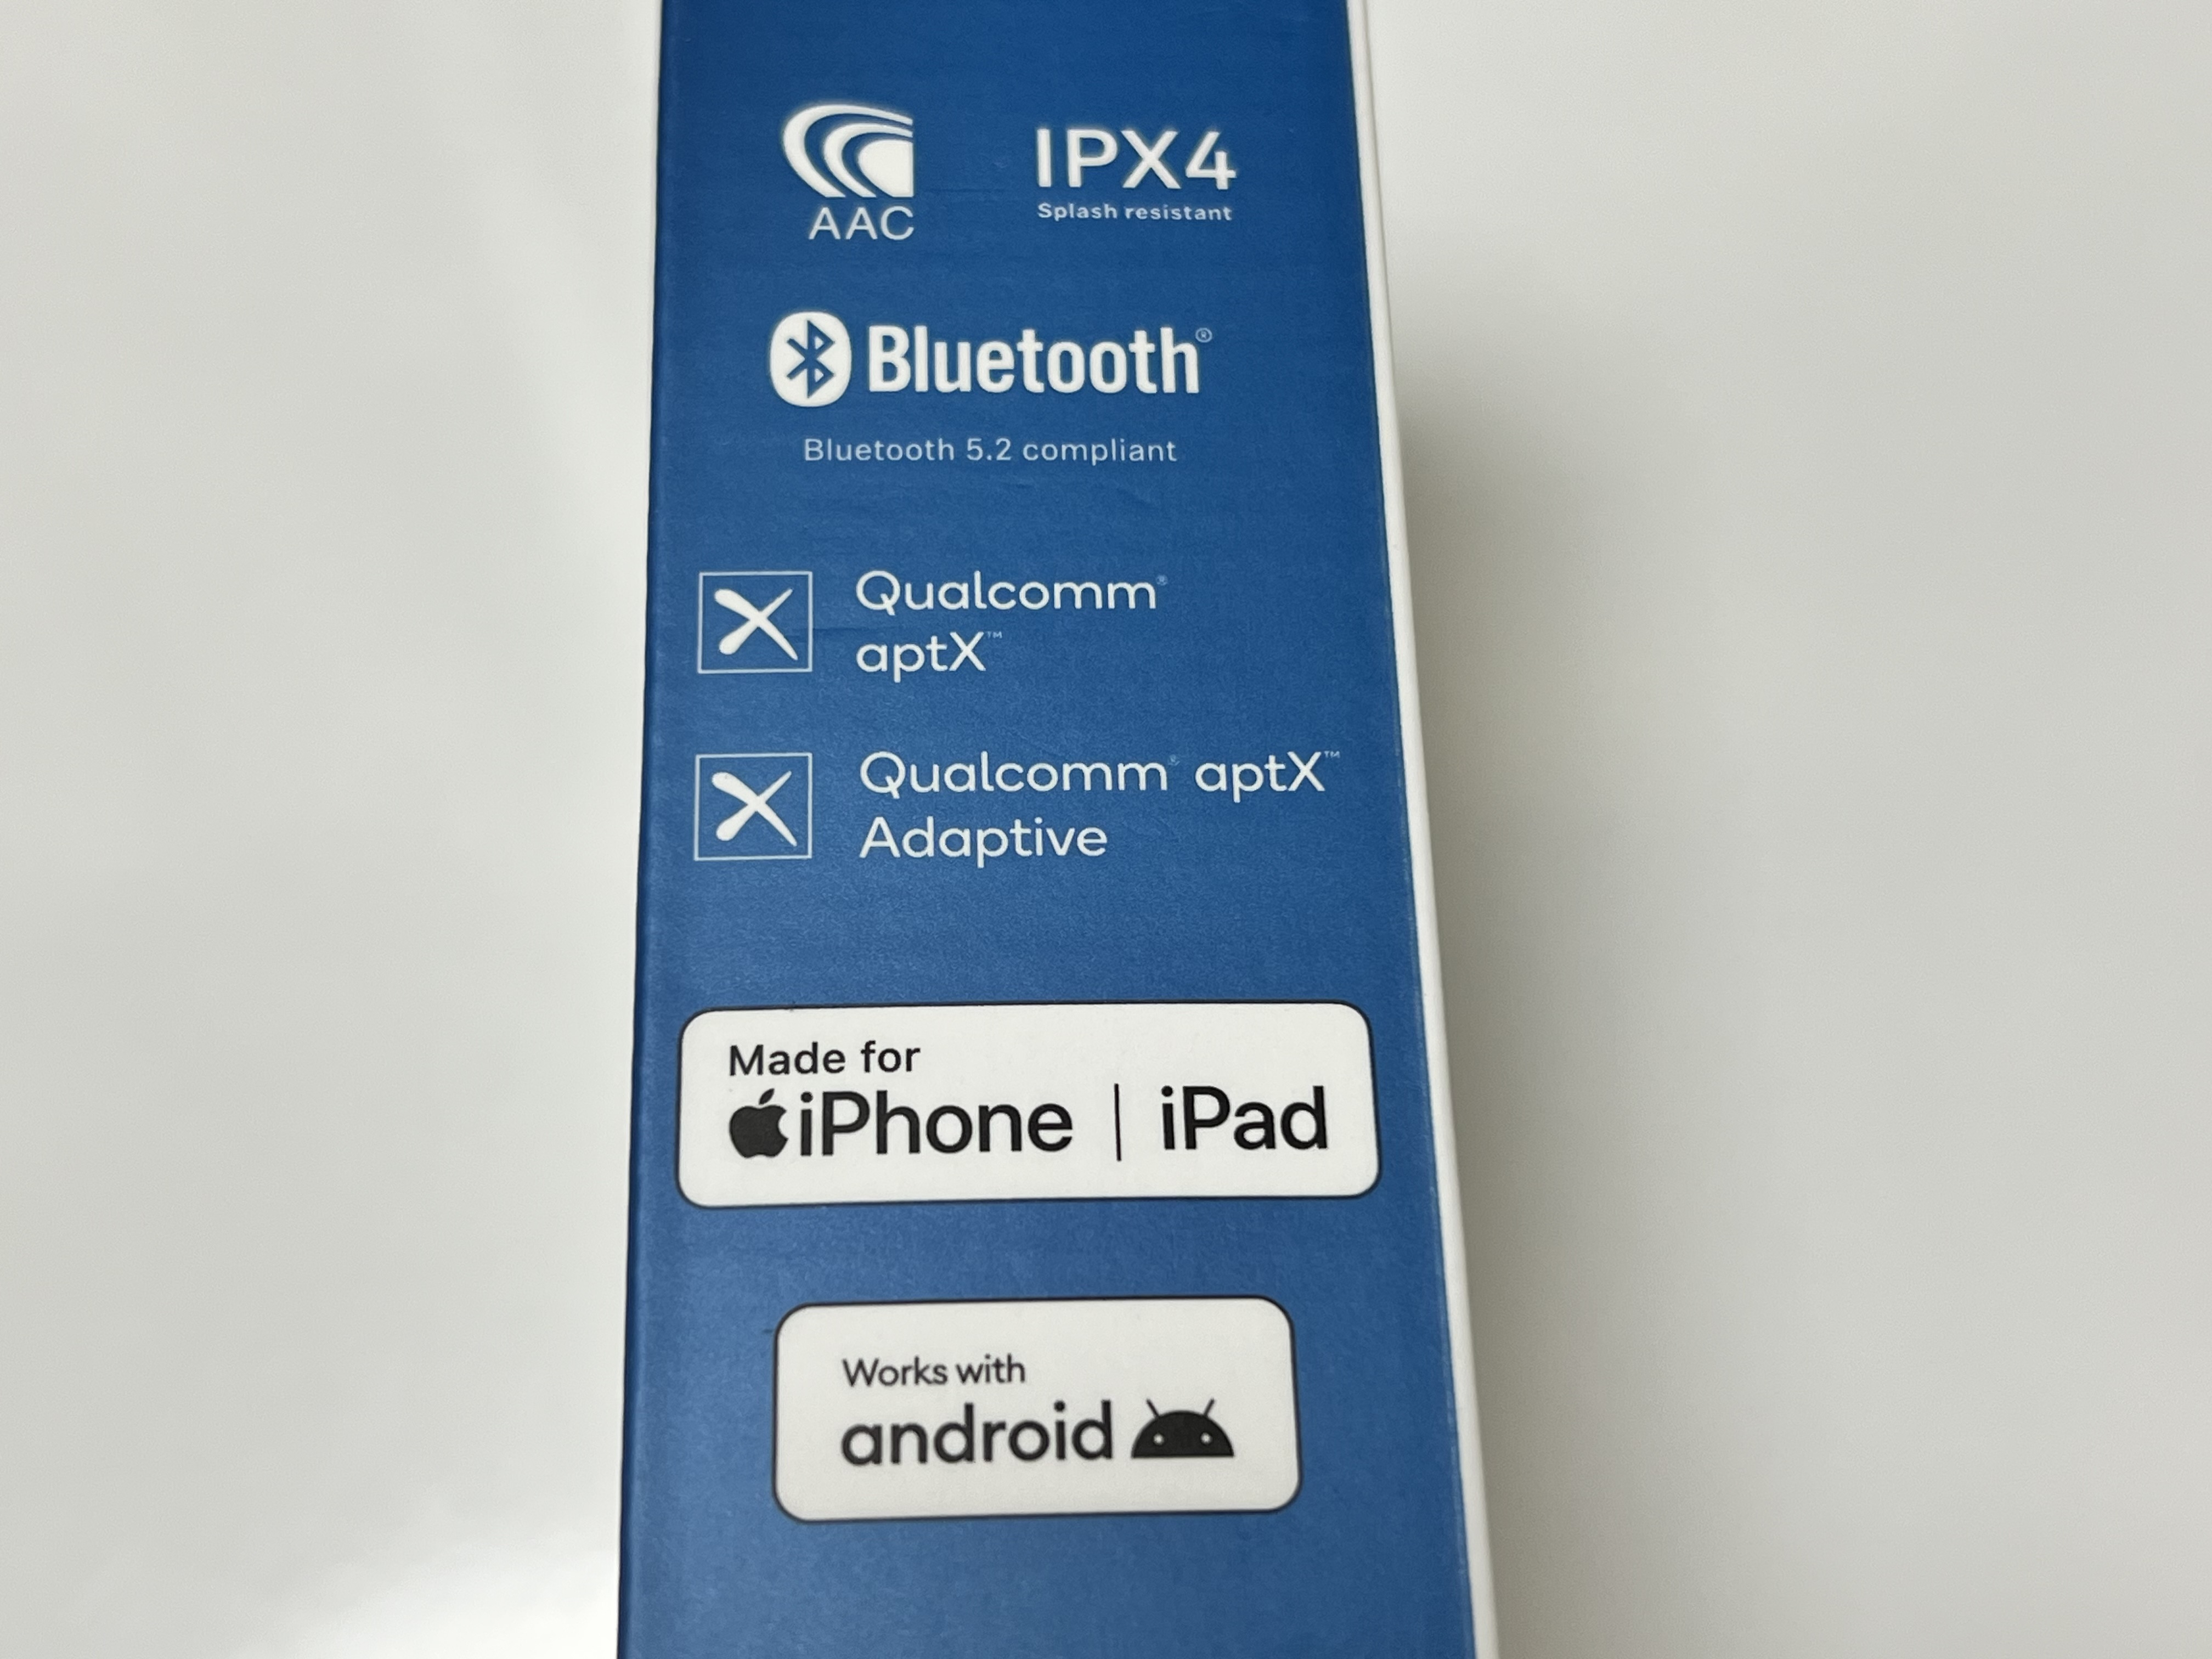 AAC
IPX4
Splash resistant
Bluetooth®
Bluetooth 5.2 compliant
Qualcomm®
aptX™
Qualcomm® aptX™
Adaptive
Made for
iPhone | iPad
Works with
android